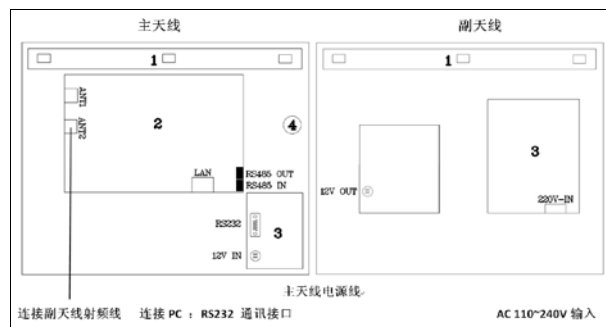 主天线
副天线
1
1
ANT1
ANT2
2
4
3
LAN
RS485 OUT
RS485 IN
12V OUT
220V-IN
RS232
3
12V IN
主天线电源线
连接副天线射频线
连接 PC ： RS232 通讯接口
AC 110~240V 输入